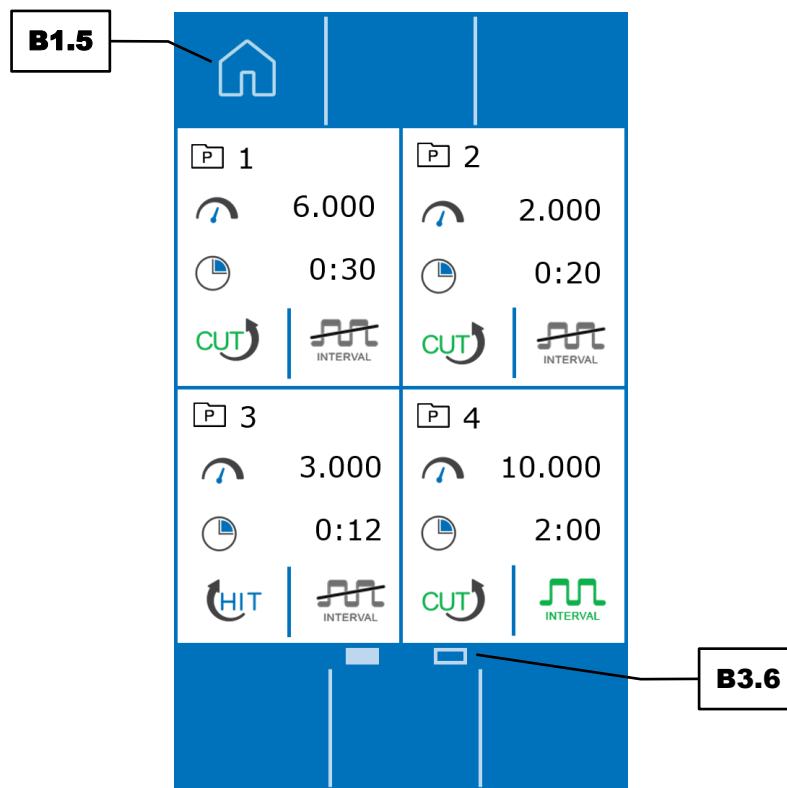 B1.5
P 1
6.000
0:30
CUT
INTERVAL
P 2
2.000
0:20
CUT
INTERVAL
P 3
3.000
0:12
HIT
INTERVAL
P 4
10.000
2:00
CUT
INTERVAL
B3.6